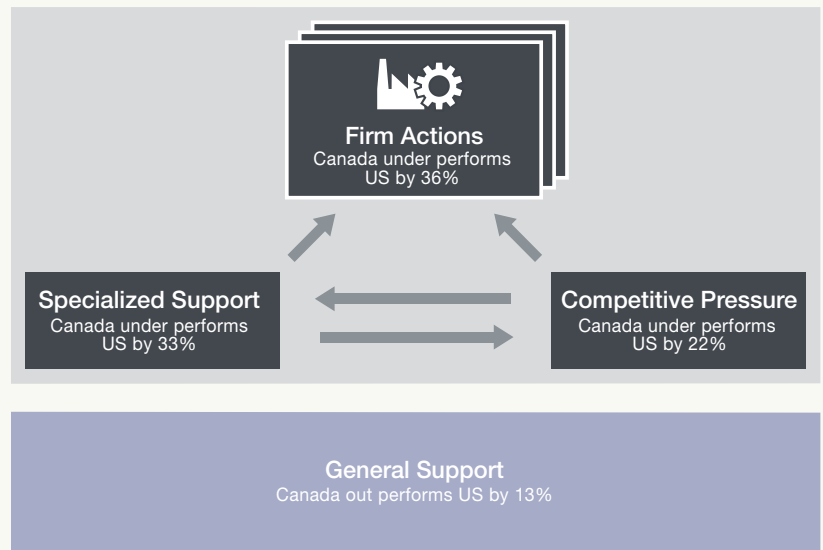 Firm Actions
Canada under performs
US by 36%
Specialized Support
Canada under performs
US by 33%
Competitive Pressure
Canada under performs
US by 22%
General Support
Canada out performs US by 13%